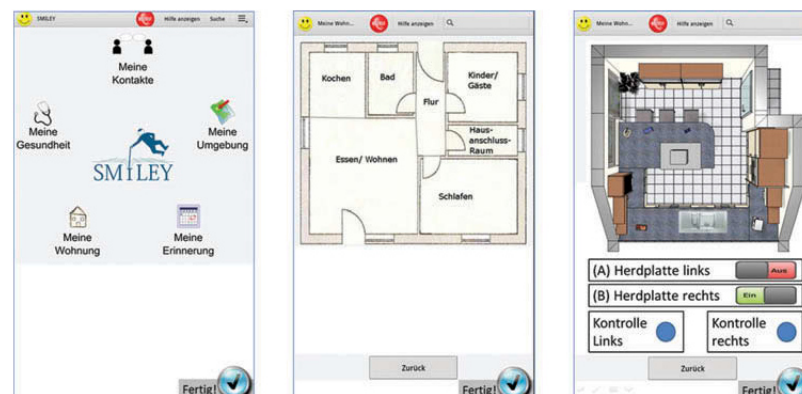 SMILEY
Hilfe anzeigen
Suche
Meine
Kontakte
Meine
Gesundheit
Meine
Umgebung
SMILEY
Meine
Wohnung
Meine
Erinnerung
Fertig!
Meine Wohn...
Hilfe anzeigen
Kochen
Bad
Flur
Kinder/
Gäste
Haus-
anschluss-
Raum
Essen/ Wohnen
Schlafen
Zurück
Fertig!
Meine Wohn...
Hilfe anzeigen
(A) Herdplatte links
Aus
(B) Herdplatte rechts
Ein
Kontrolle
Links
Kontrolle
rechts
Zurück
Fertig!